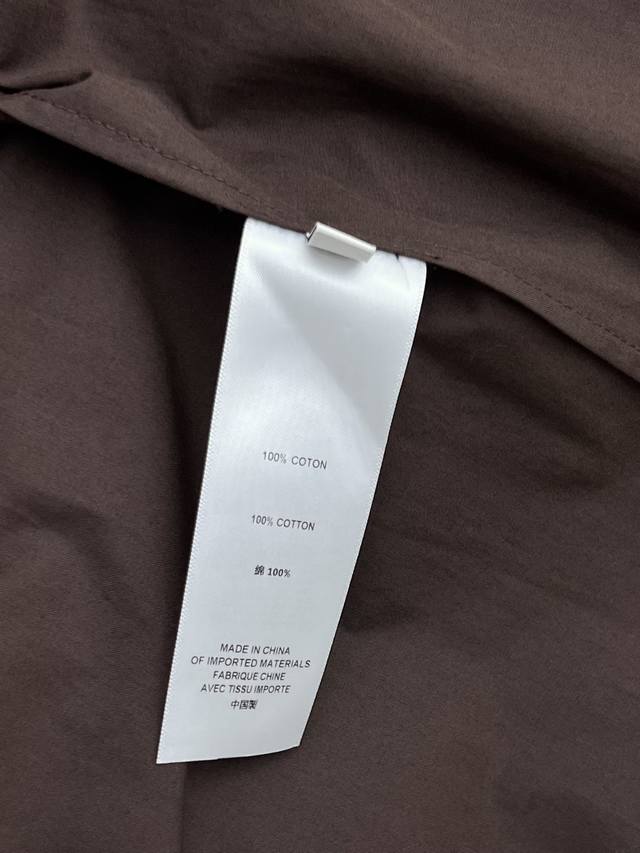 100% COTON
100% COTTON
绵 100%
MADE IN CHINA
OF IMPORTED MATERIALS
FABRIQUE CHINE
AVEC TISSU IMPORTE
中国製